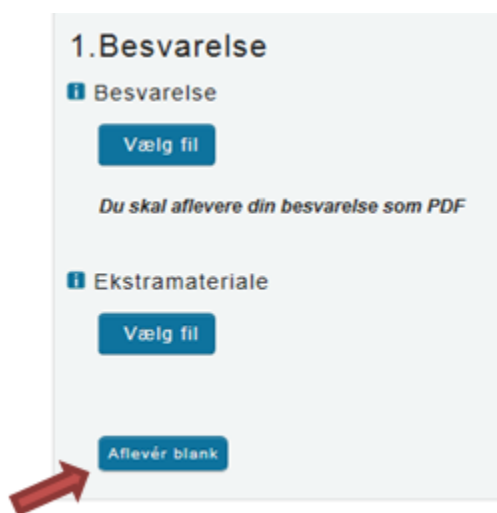 1.Besvarelse
Besvarelse
Vælg fil
Du skal aflevere din besvarelse som PDF
Ekstramateriale
Vælg fil
Aflevér blank